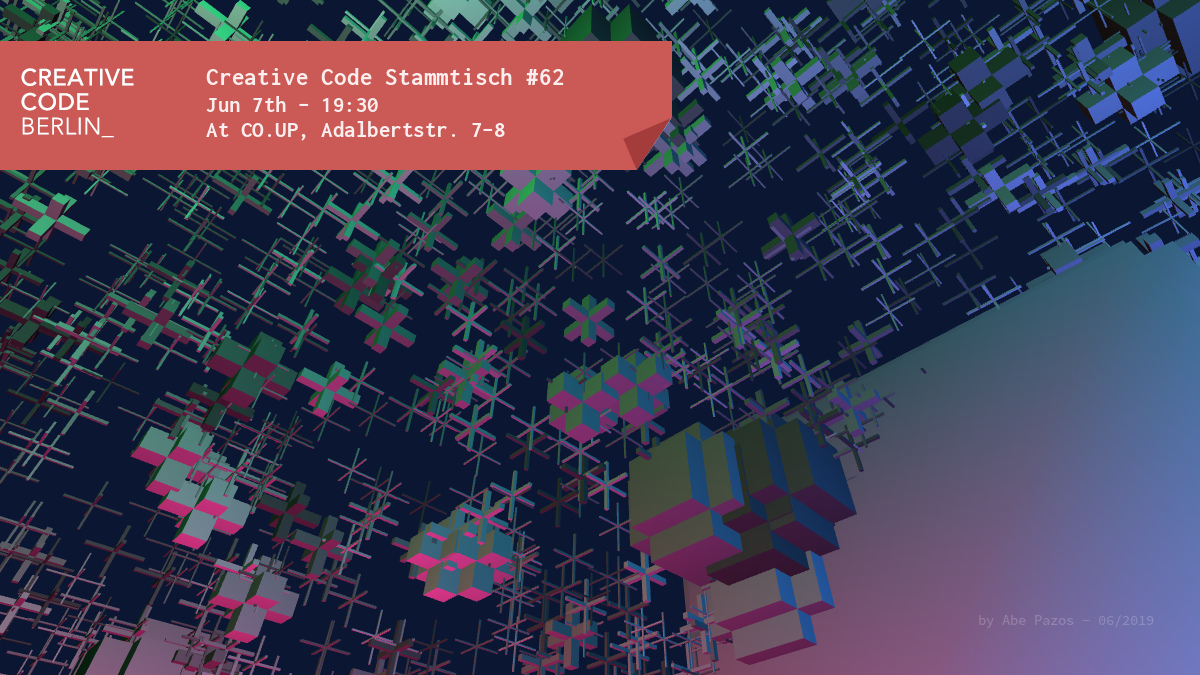 CREATIVE
CODE
BERLIN_
Creative Code Stammtisch #62
Jun 7th - 19:30
At CO.UP, Adalbertstr. 7-8
by Abe Pazos - 06/2019